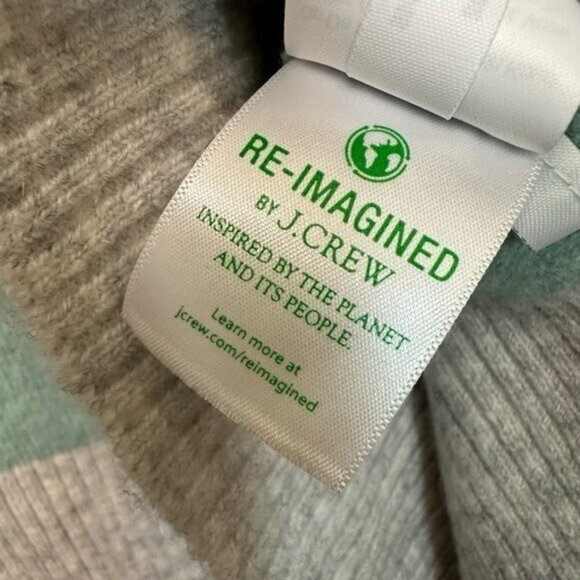 RE-IMAGINED
BY J.CREW
INSPIRED BY THE PLANET
AND ITS PEOPLE.
Learn more at
jcrew.com/reimagined